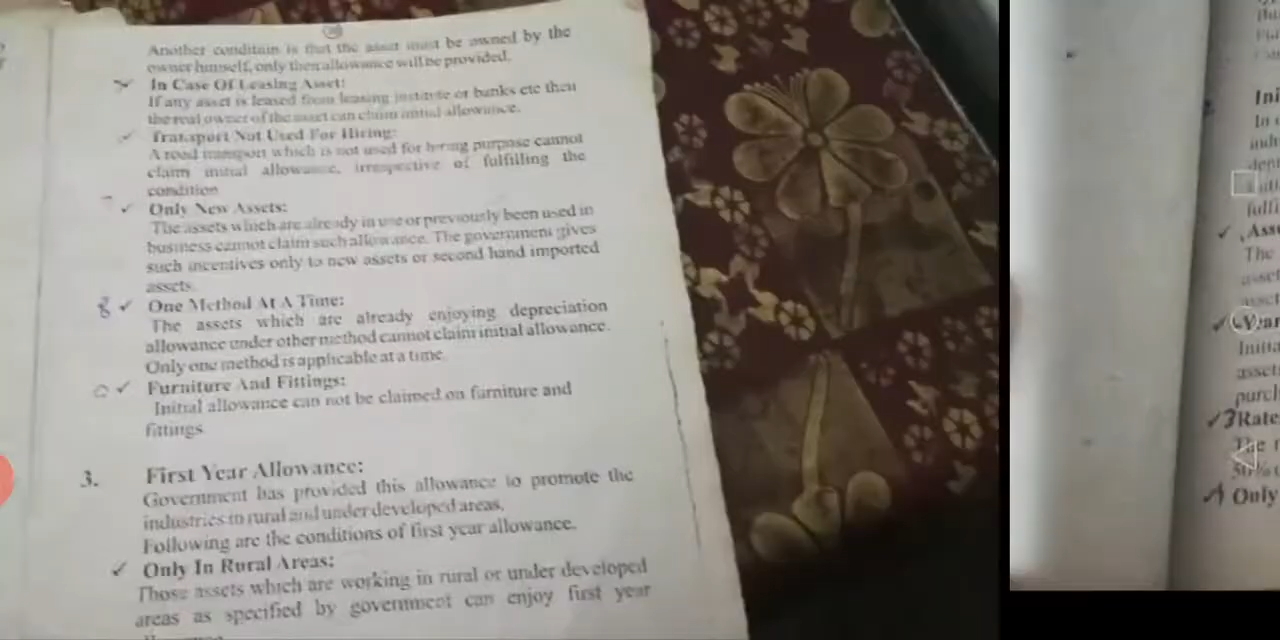 Another conditain is that the asset must be owned by the
owner himself, only then allowance will be provided.
In Case Of Leasing Asset:
If any asset is leased from leasing institute or banks etc then
the real owner of the asset can claim initial allowance.
Transport Not Used For Hiring:
A road transport which is not used for hiring purpose cannot
claim initial allowance, irrespective of fulfilling the
condition
Only New Assets:
The assets which are already in use or previously been used in
business cannot claim such allowance. The government gives
such incentives only to new assets or second hand imported
assets.
One Method At A Time:
The assets which are already enjoying depreciation
allowance under other method cannot claim initial allowance.
Only one method is applicable at a time.
Furniture And Fittings:
Initial allowance can not be claimed on furniture and
fittings.
3. First Year Allowance:
Government has provided this allowance to promote the
industries in rural and under developed areas.
Following are the conditions of first year allowance.
Only In Rural Areas:
Those assets which are working in rural or under developed
areas as specified by government can enjoy first year
Ini
In
The
Year
Initia
asset
purch
Rate
The
50%
Only